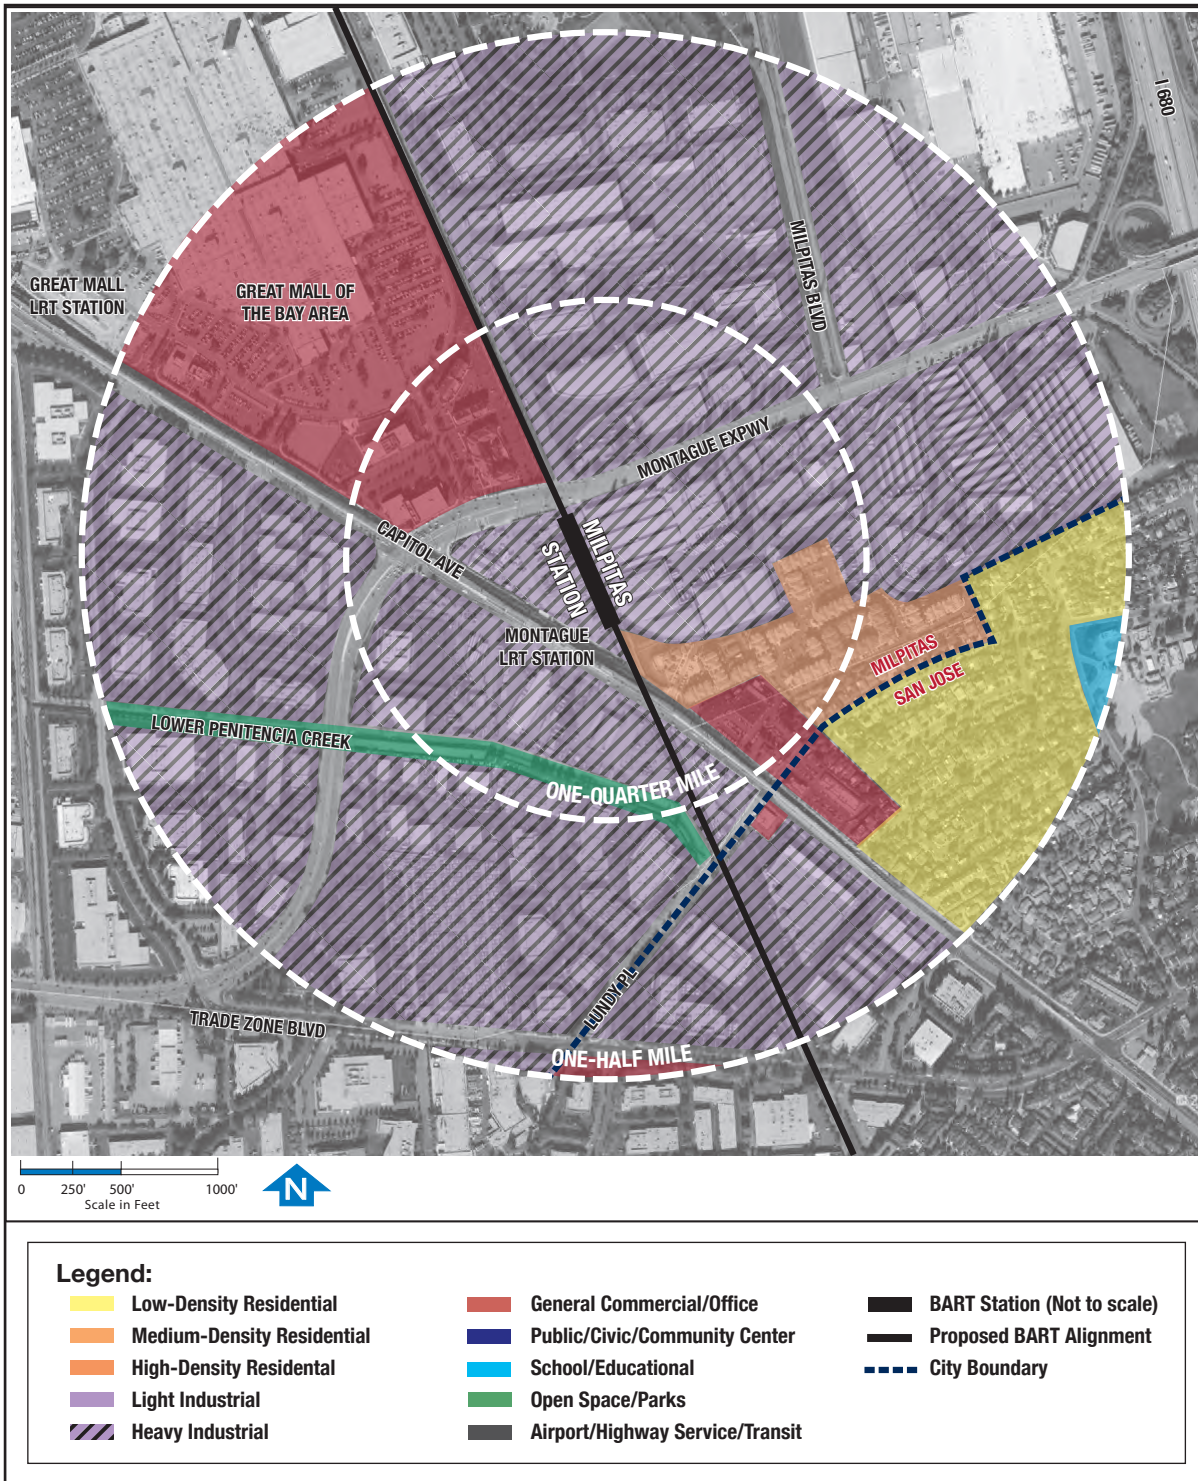 I 680
MILPITAS BLVD
GREAT MALL
LRT STATION
GREAT MALL OF
THE BAY AREA
MONTAGUE EXPWY
CAPITOL AVE
MILPITAS
STATION
MONTAGUE
LRT STATION
MILPITAS
SAN JOSE
LOWER PENITENCIA CREEK
ONE-QUARTER MILE
LUNDY PL
TRADE ZONE BLVD
ONE-HALF MILE
0 250' 500' 1000'
Scale in Feet
N
Legend:
Low-Density Residential
Medium-Density Residential
High-Density Residental
Light Industrial
Heavy Industrial
General Commercial/Office
Public/Civic/Community Center
School/Educational
Open Space/Parks
Airport/Highway Service/Transit
BART Station (Not to scale)
Proposed BART Alignment
City Boundary